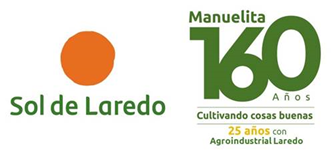 Sol de Laredo
Manuelita
160
Años
Cultivando cosas buenas
25 años con
Agroindustrial Laredo